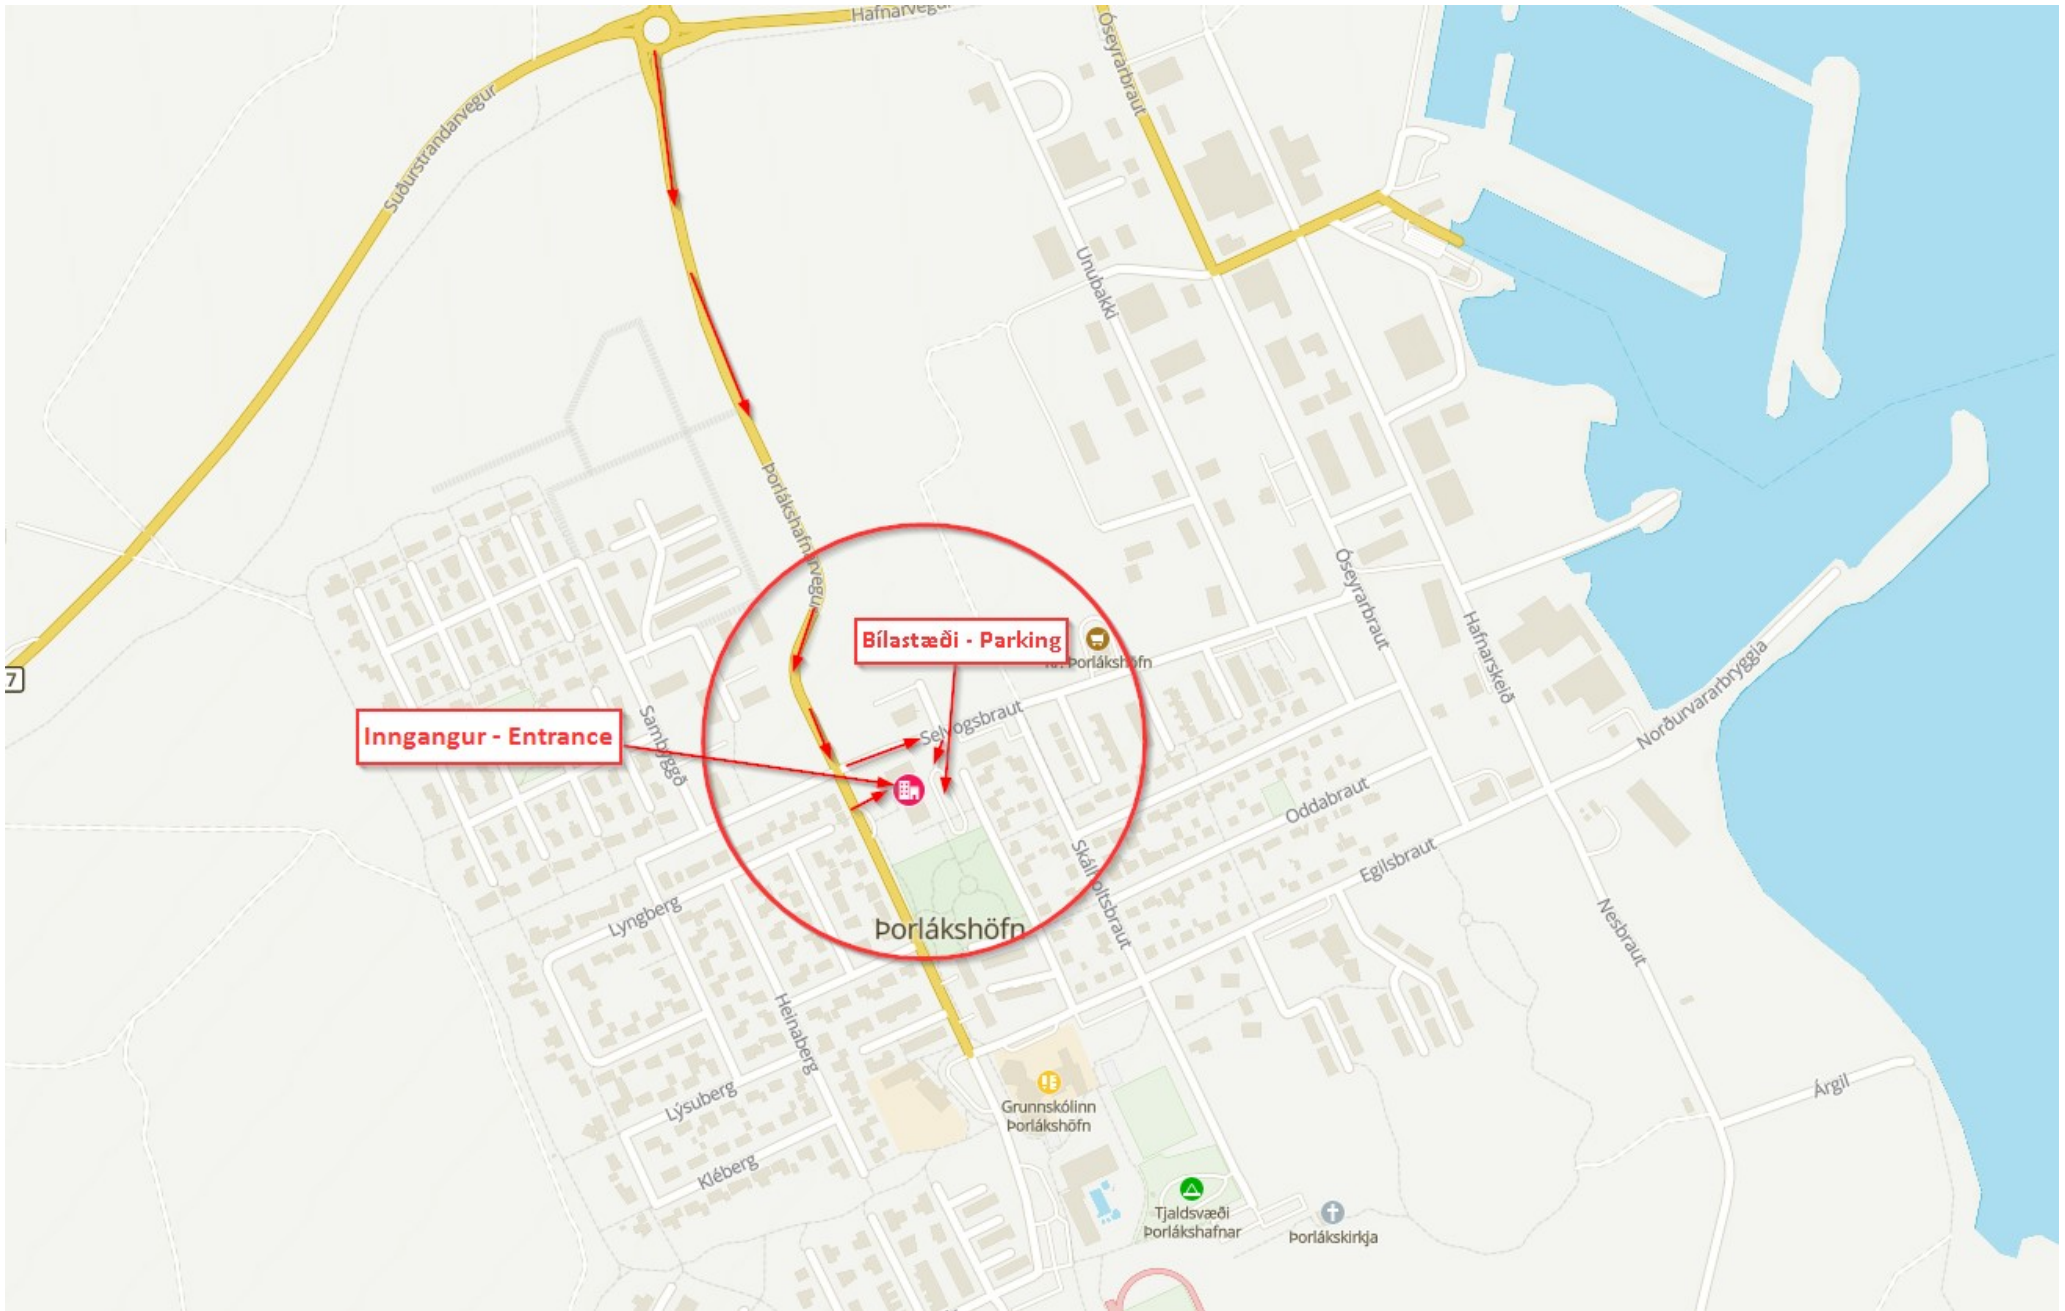 Hafnarvegur
Óseyrarbraut
Suðurstrandarvegur
Unubakki
Þorlákshafnarvegur
Bílastæði - Parking
Þorlákshöfn
Óseyrarbraut
Hafnarskeið
Norðurvararbryggja
7
Inngangur - Entrance
Sambyggð
Selvogsbraut
Oddabraut
Skálholtsbraut
Egilsbraut
Lyngberg
Þorlákshöfn
Nesbraut
Heinaberg
Lýsuberg
Grunnskólinn
Þorlákshöfn
Árgil
Kléberg
Tjaldsvæði
Þorlákshafnar
Þorlákskirkja